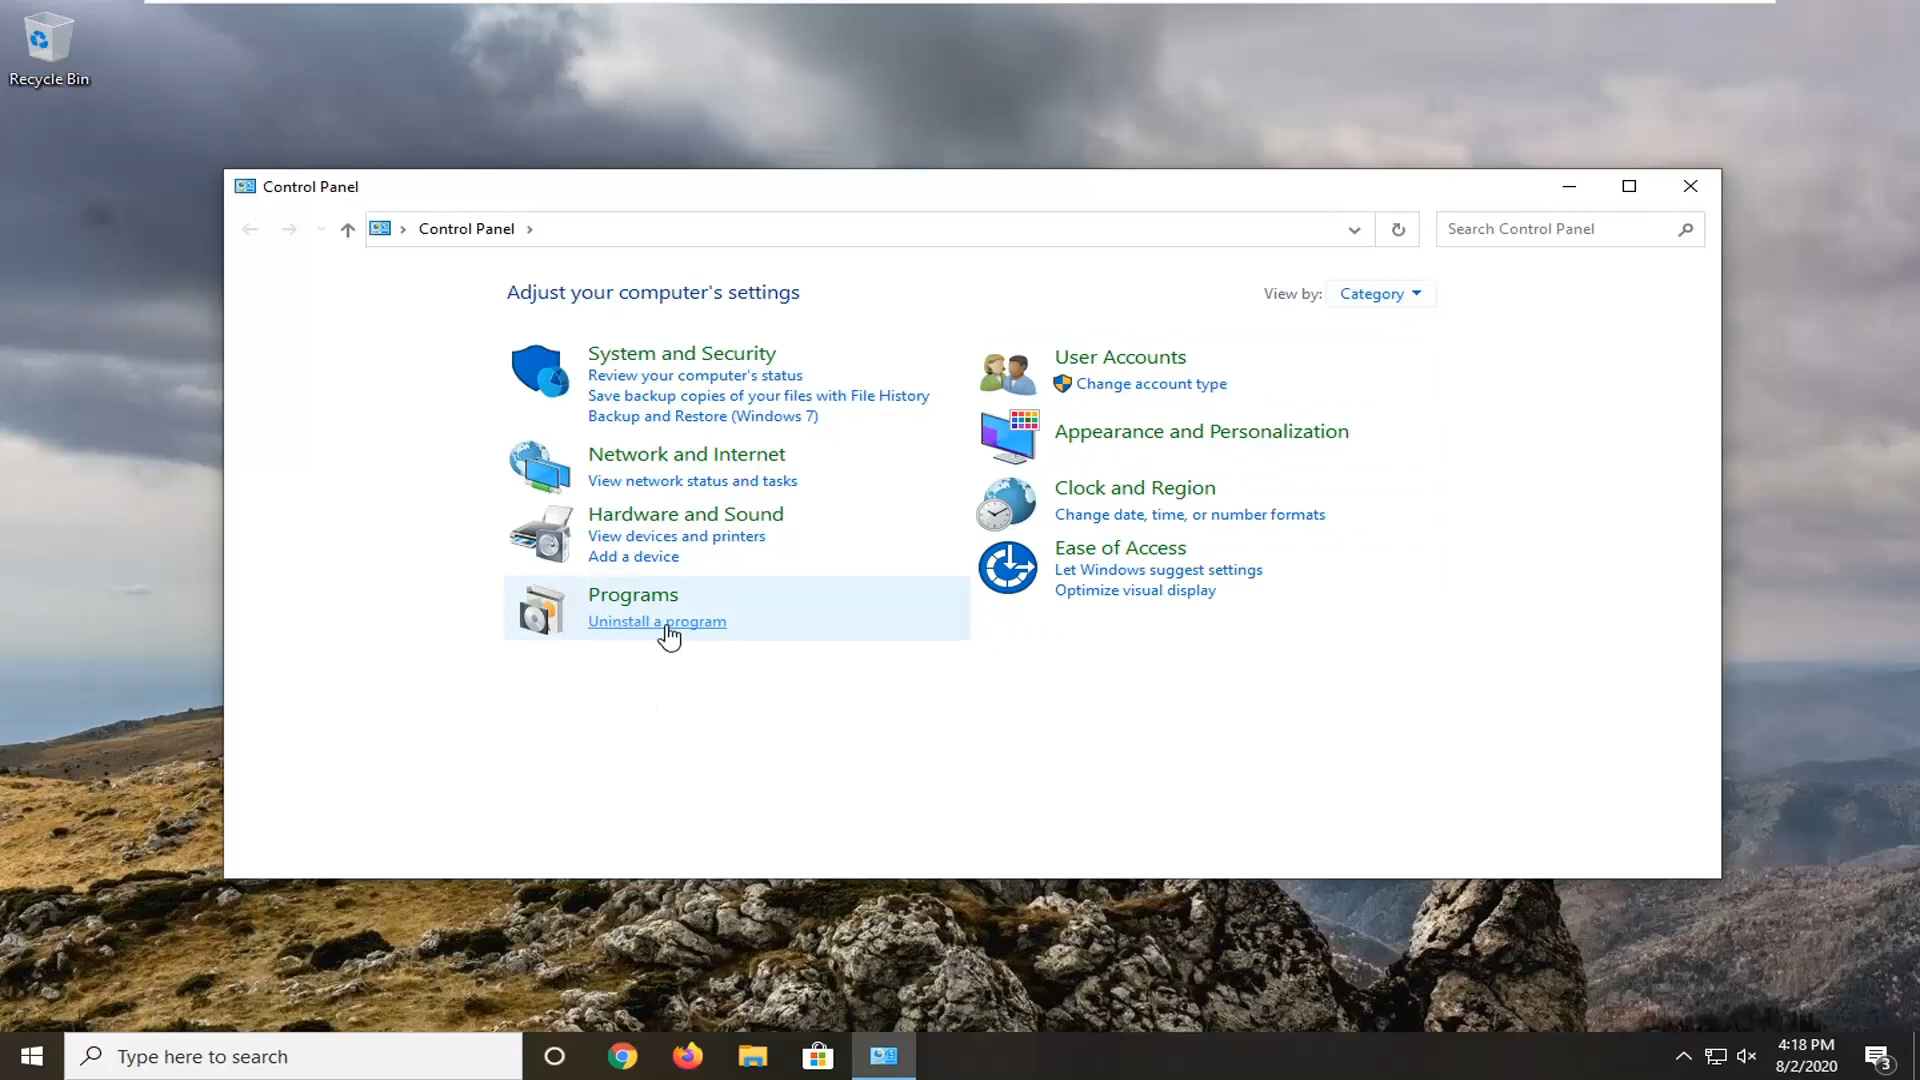 Recycle Bin
Control Panel
Control Panel
Search Control Panel
Adjust your computer's settings
View by: Category
System and Security
Review your computer's status
Save backup copies of your files with File History
Backup and Restore (Windows 7)
Network and Internet
View network status and tasks
Hardware and Sound
View devices and printers
Add a device
Programs
Uninstall a program
User Accounts
Change account type
Appearance and Personalization
Clock and Region
Change date, time, or number formats
Ease of Access
Let Windows suggest settings
Optimize visual display
Type here to search
4:18 PM
8/2/2020
3